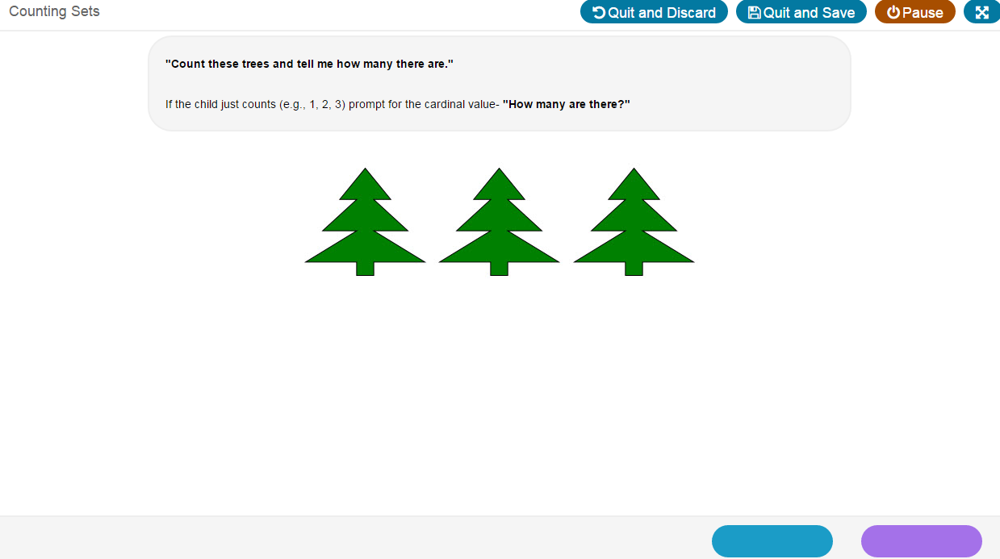 Counting Sets
Quit and Discard
Quit and Save
Pause
"Count these trees and tell me how many there are."
If the child just counts (e.g., 1, 2, 3) prompt for the cardinal value- "How many are there?"